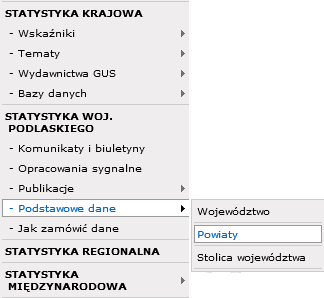 STATYSTYKA KRAJOWA
- Wskaźniki
- Tematy
- Wydawnictwa GUS
- Bazy danych
STATYSTYKA WOJ.
PODLASKIEGO
- Komunikaty i biuletyny
- Opracowania sygnalne
- Publikacje
- Podstawowe dane
- Jak zamówić dane
STATYSTYKA REGIONALNA
STATYSTYKA
MIĘDZYNARODOWA
Województwo
Powiaty
Stolica województwa